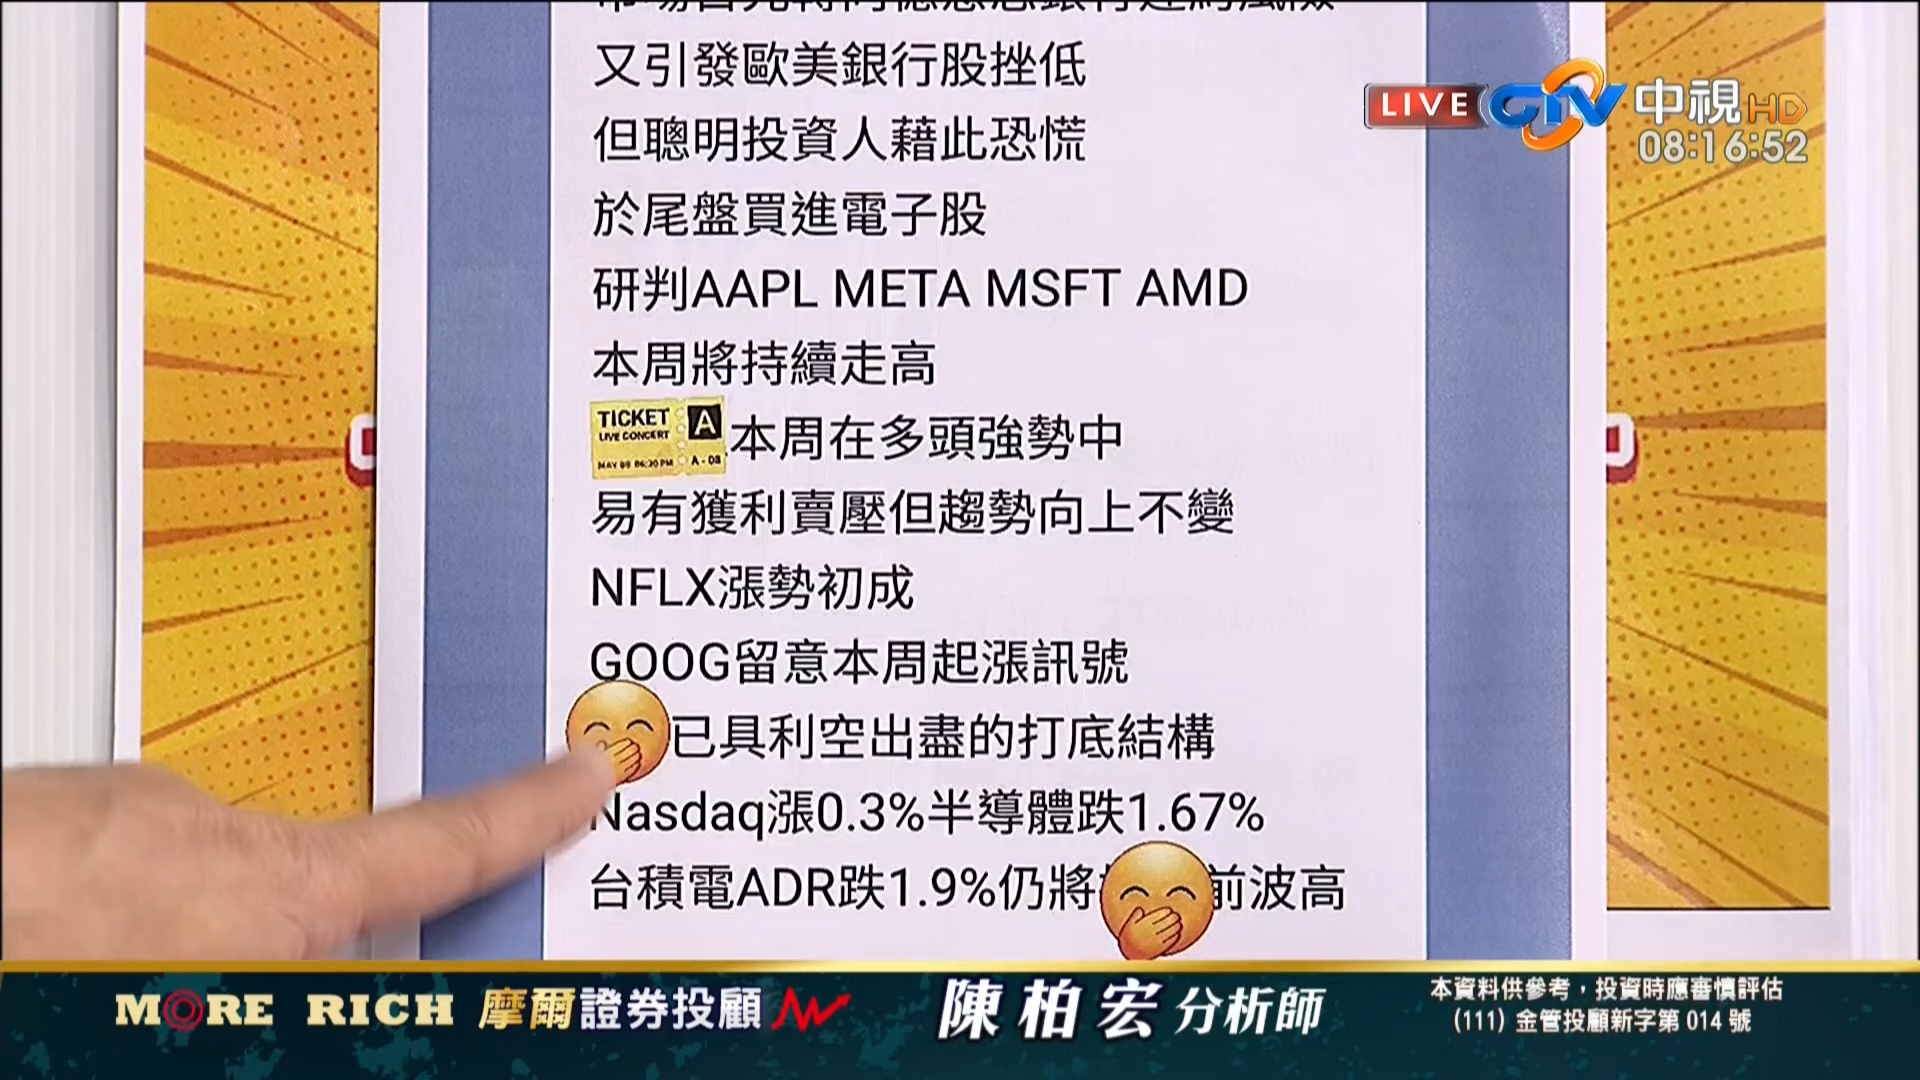 又引發歐美銀行股挫低
但聰明投資人藉此恐慌
於尾盤買進電子股
研判AAPL META MSFT AMD
本周將持續走高
TICKET
LIVE CONCERT
A
A - 03
本周在多頭強勢中
易有獲利賣壓但趨勢向上不變
NFLX漲勢初成
GOOG留意本周起漲訊號
已具利空出盡的打底結構
Nasdaq漲0.3%半導體跌1.67%
台積電ADR跌1.9%仍將 前波高
LIVE CTV 中視HD
08:16:52
MORE RICH 摩爾證券投顧
陳柏宏 分析師
本資料供參考，投資時應審慎評估
(111) 金管投顧新字第 014 號